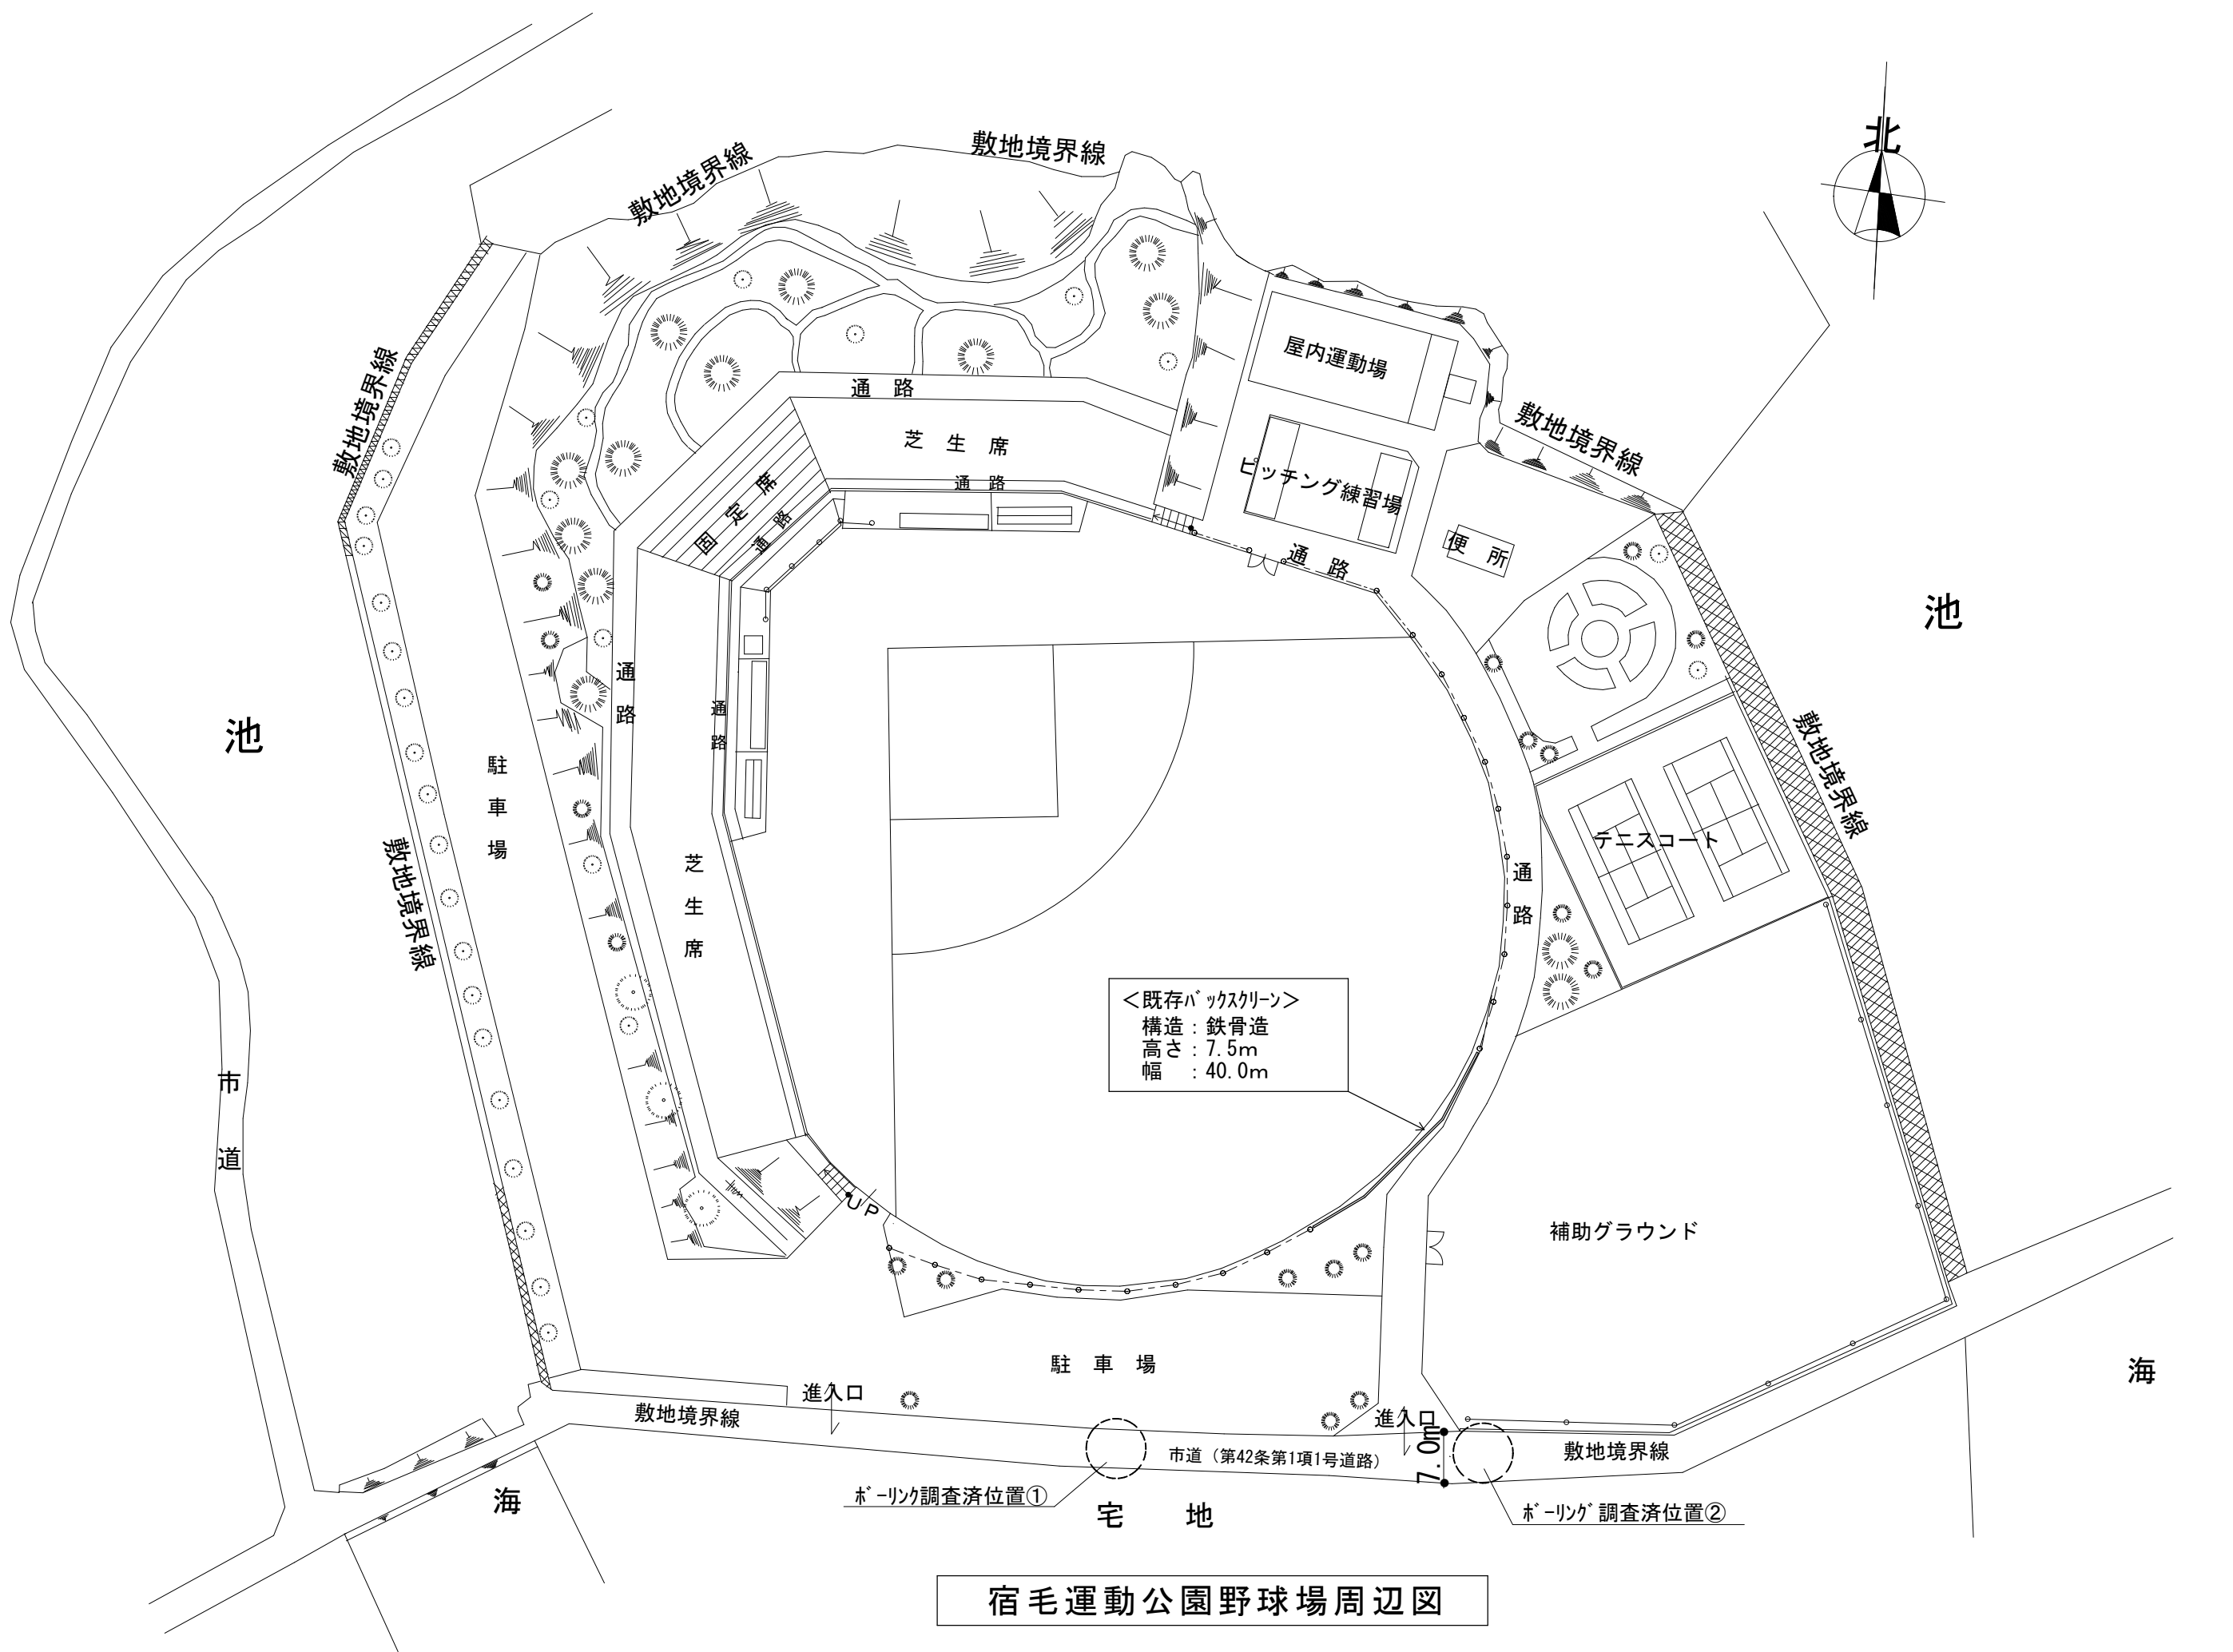 敷地境界線
敷地境界線
北
敷地境界線
屋内運動場
通 路
敷地境界線
芝 生 席
ピッチング練習場
通 路
固 定 席
通 路
便 所
通 路
池
通 路
通 路
池
敷地境界線
駐 車 場
テニスコート
敷地境界線
芝 生 席
通 路
<既存ﾊﾞｯｸｽｸﾘｰﾝ>
構造：鉄骨造
高さ：7.5m
幅　：40.0m
市 道
UP
補助グラウンド
駐 車 場
海
進入口
敷地境界線
進入口
7.0m
市道（第42条第1項1号道路）
敷地境界線
海
ﾎﾞｰﾘﾝｸ調査済位置①
宅 地
ﾎﾞｰﾘﾝｸﾞ調査済位置②
宿毛運動公園野球場周辺図